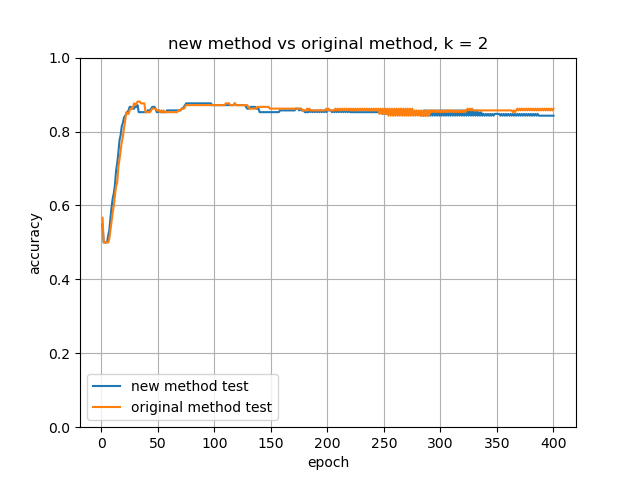 new method vs original method, k = 2
1.0
0.8
0.6
0.4
0.2
0.0
accuracy
new method test
original method test
0 50 100 150 200 250 300 350 400
epoch